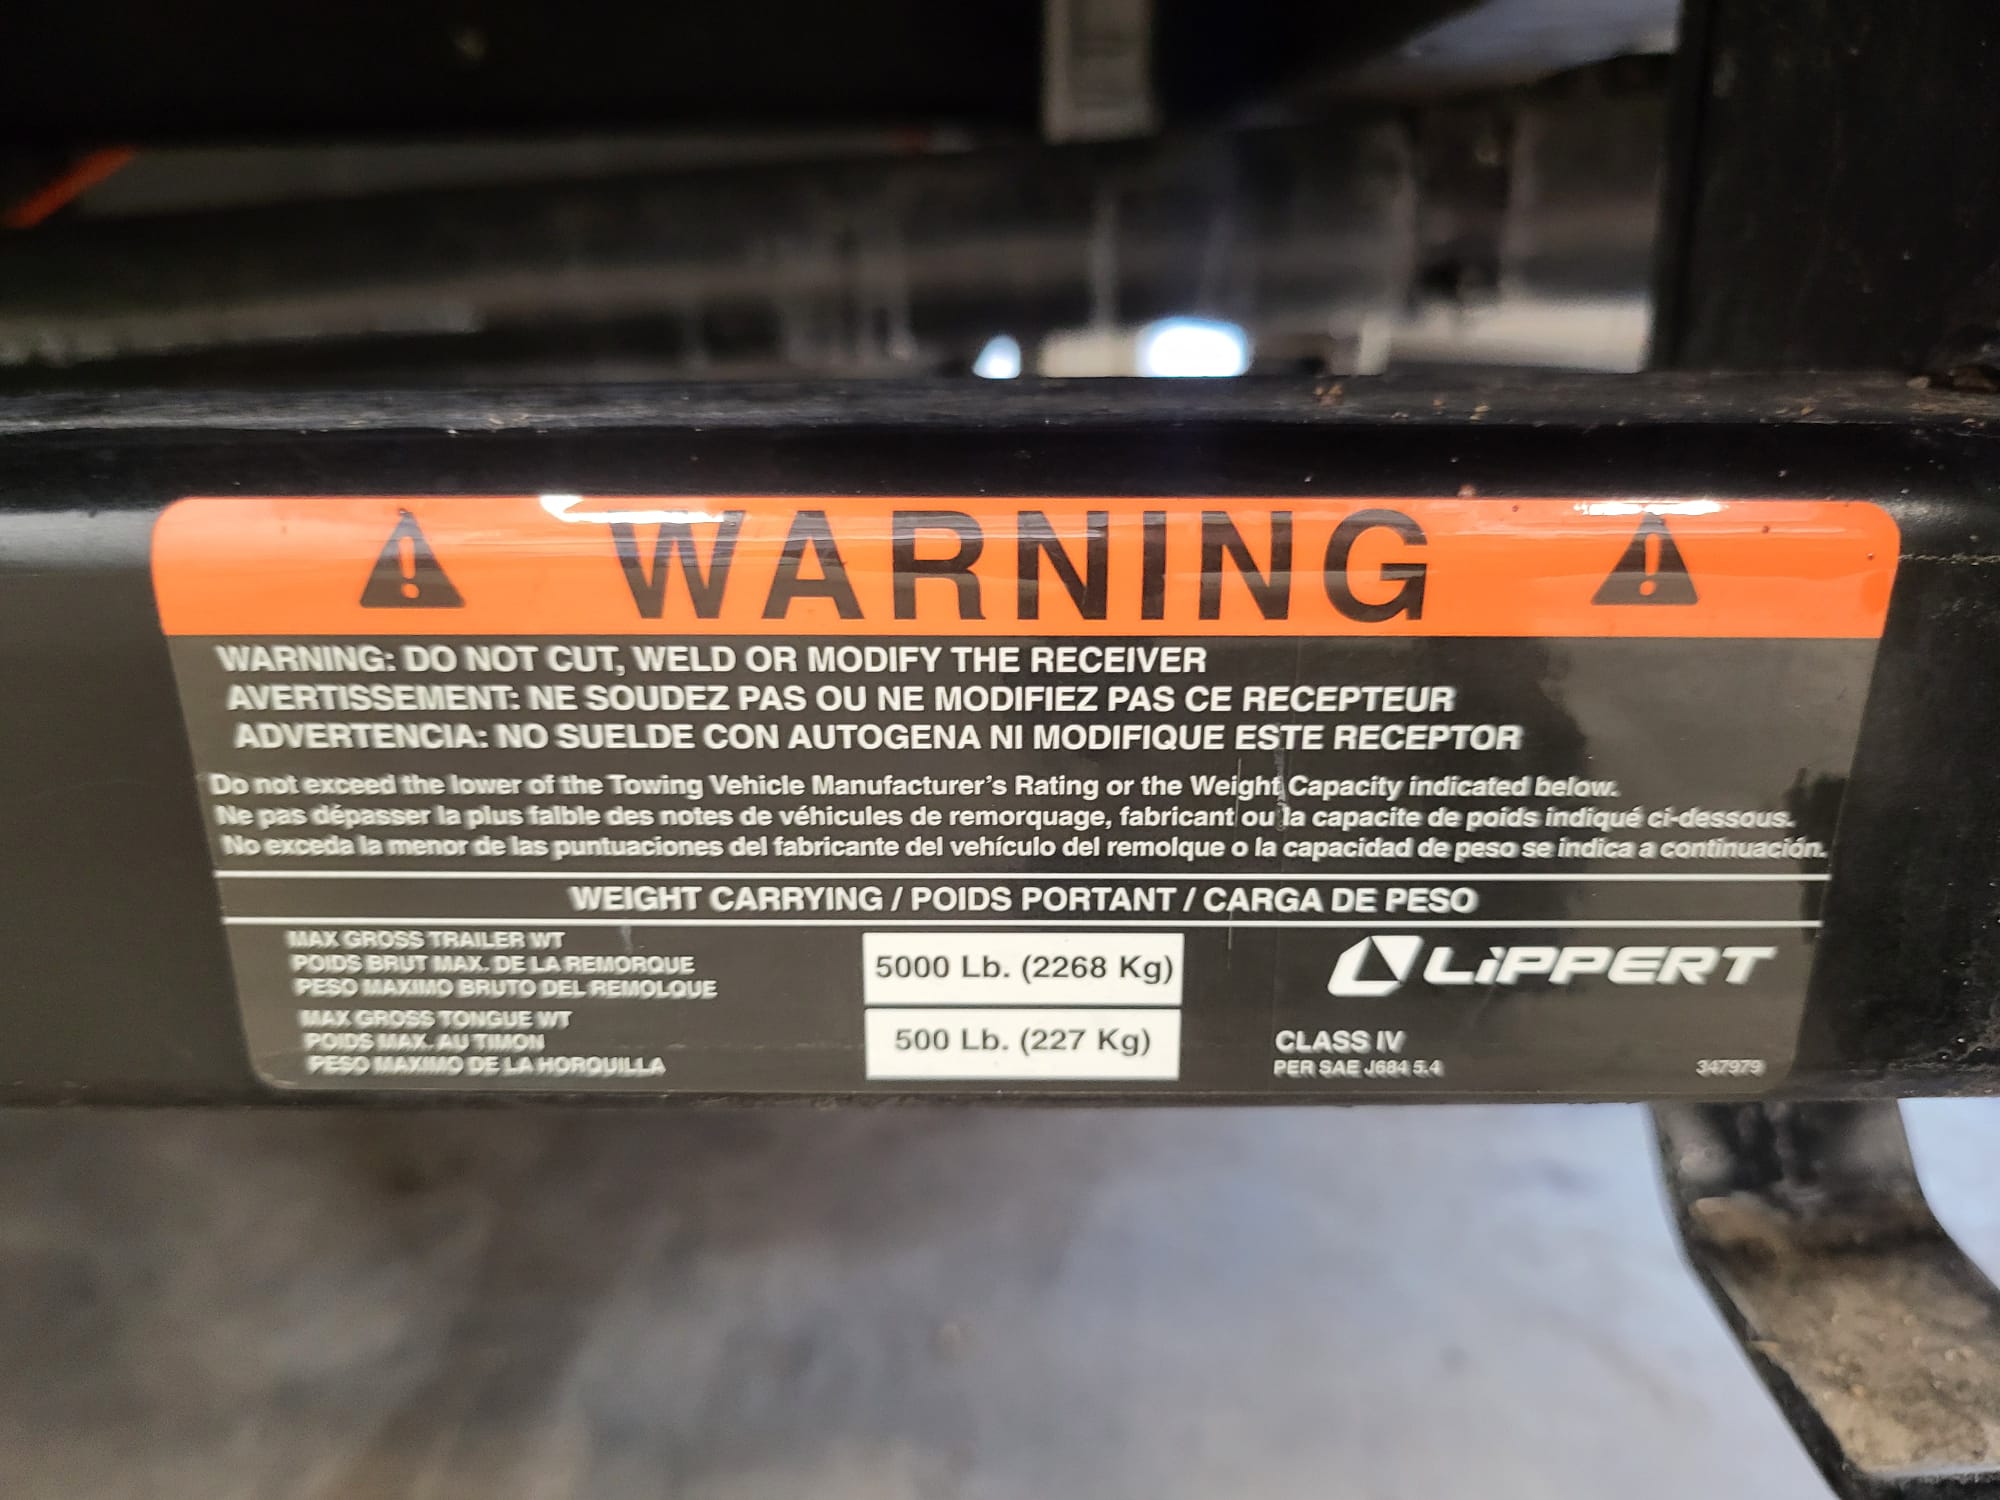 WARNING
WARNING: DO NOT CUT, WELD OR MODIFY THE RECEIVER
AVERTISSEMENT: NE SOUDEZ PAS OU NE MODIFIEZ PAS CE RECEPTEUR
ADVERTENCIA: NO SUELDE CON AUTOGENA NI MODIFIQUE ESTE RECEPTOR
Do not exceed the lower of the Towing Vehicle Manufacturer's Rating or the Weight Capacity indicated below.
Ne pas dépasser la plus falble des notes de véhicules de remorquage, fabricant ou la capacite de poids indiqué ci-dessous.
No exceda la menor de las puntuaciones del fabricante del vehículo del remolque o la capacidad de peso se indica a continuación.
WEIGHT CARRYING / POIDS PORTANT / CARGA DE PESO
MAX GROSS TRAILER WT
POIDS BRUT MAX. DE LA REMORQUE
PESO MAXIMO BRUTO DEL REMOLQUE
5000 Lb. (2268 Kg)
MAX GROSS TONGUE WT
POIDS MAX. AU TIMON
PESO MAXIMO DE LA HORQUILLA
500 Lb. (227 Kg)
LIPPERT
CLASS IV
PER SAE J684 5.4
347979